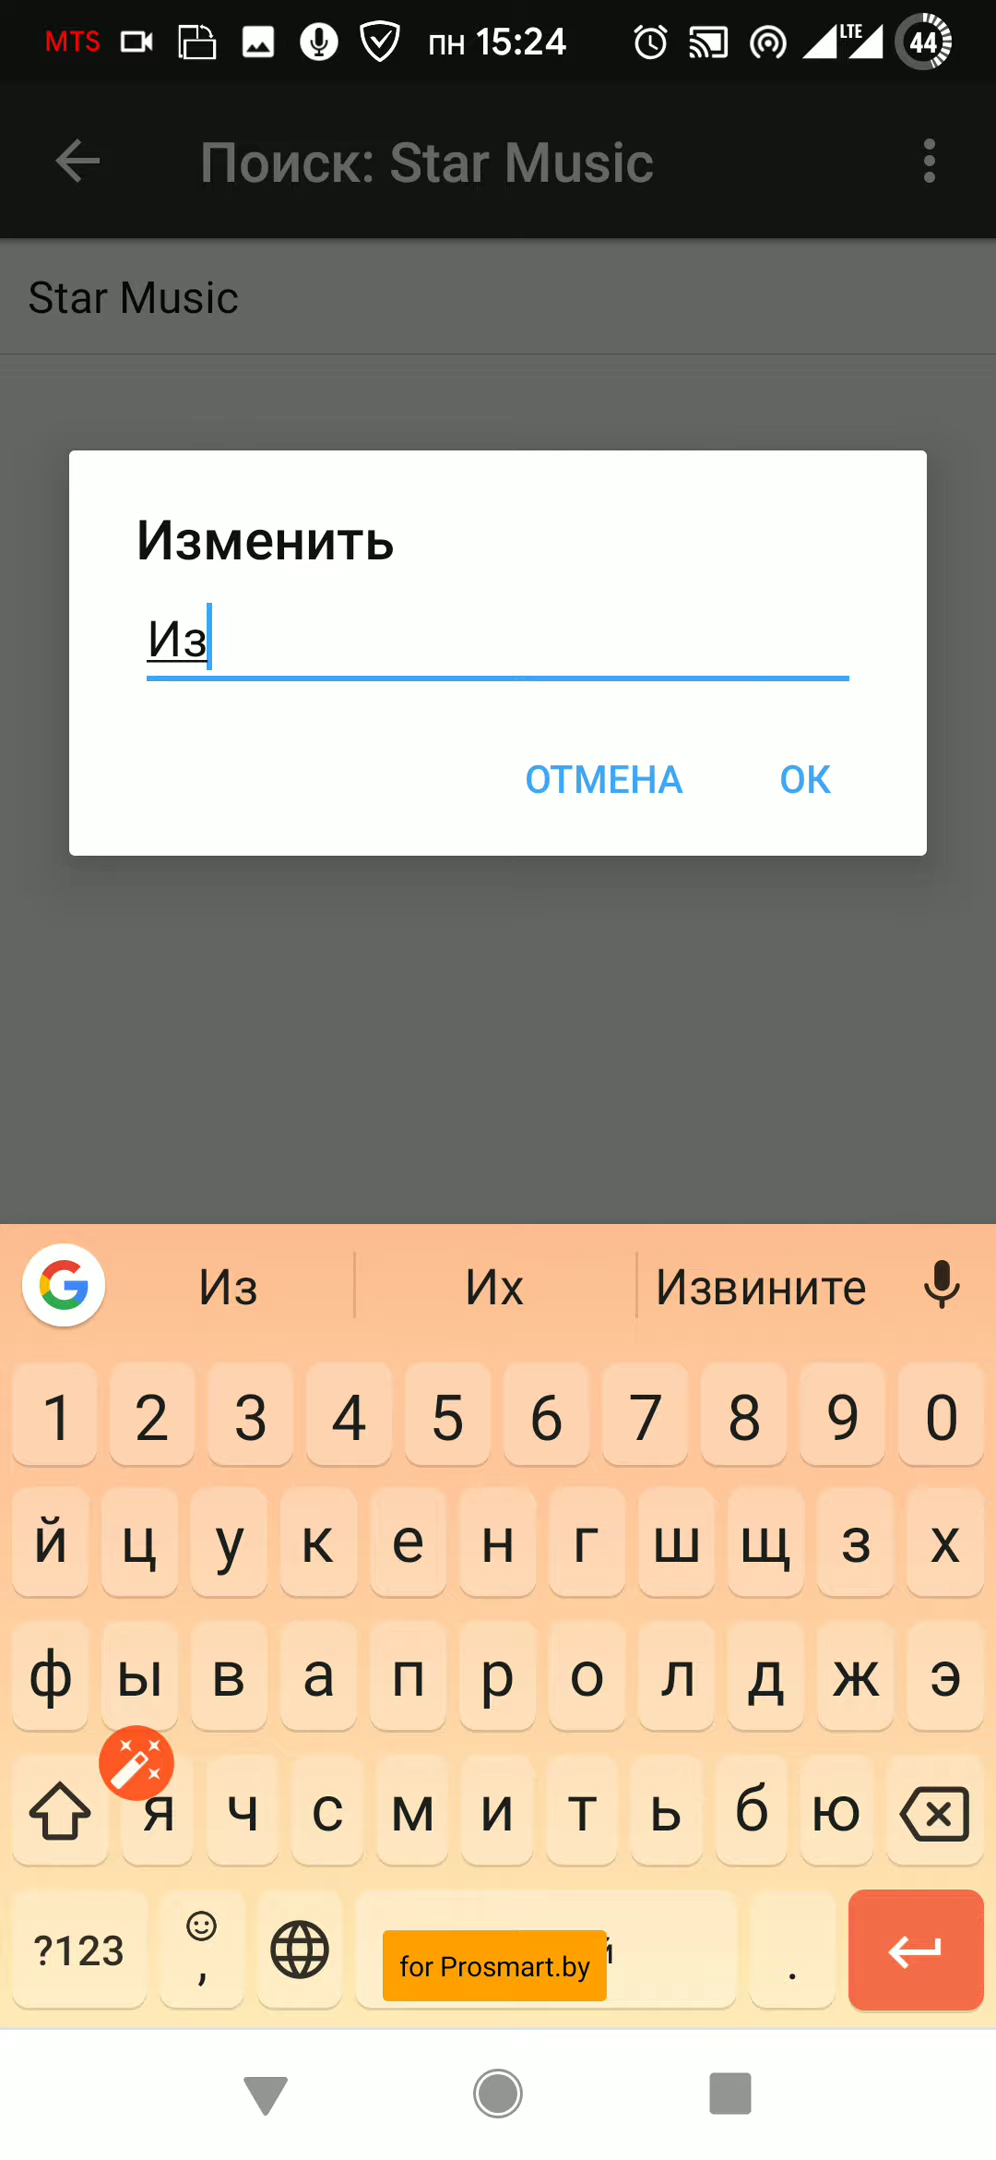 MTS пн 15:24 LTE 44
Поиск: Star Music
Star Music
Изменить
Из
ОТМЕНА ОК
Из Их Извините
1 2 3 4 5 6 7 8 9 0
й ц у к е н г ш щ з х
ф ы в а п р о л д ж э
я ч с м и т ь б ю
?123 , for Prosmart.by й .